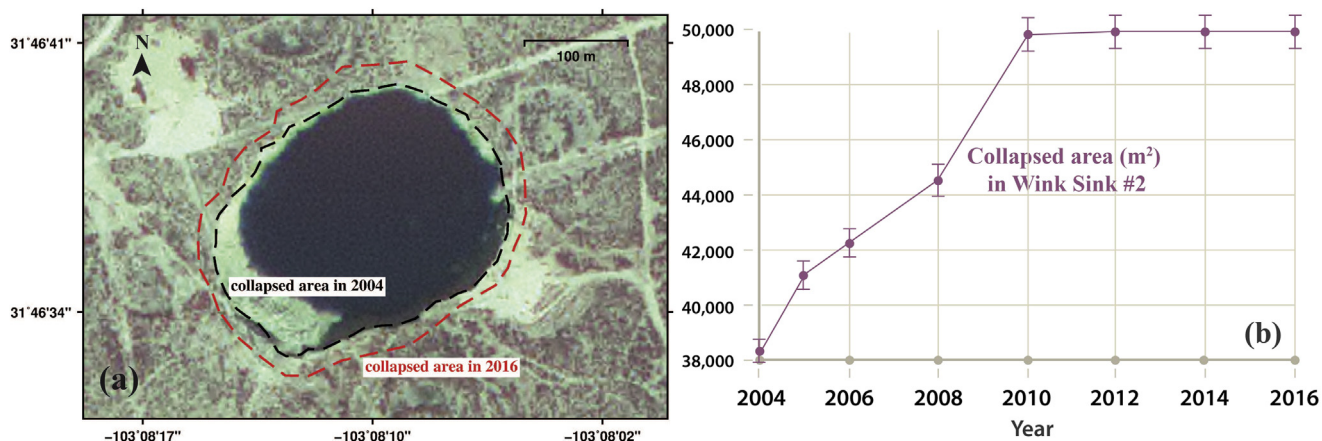 31°46'41"
N
100 m
collapsed area in 2004
31°46'34"
collapsed area in 2016
(a)
−103°08'17"
−103°08'10"
−103°08'02"
50,000
48,000
46,000
44,000
42,000
40,000
38,000
Collapsed area (m²)
in Wink Sink #2
(b)
2004 2006 2008 2010 2012 2014 2016
Year